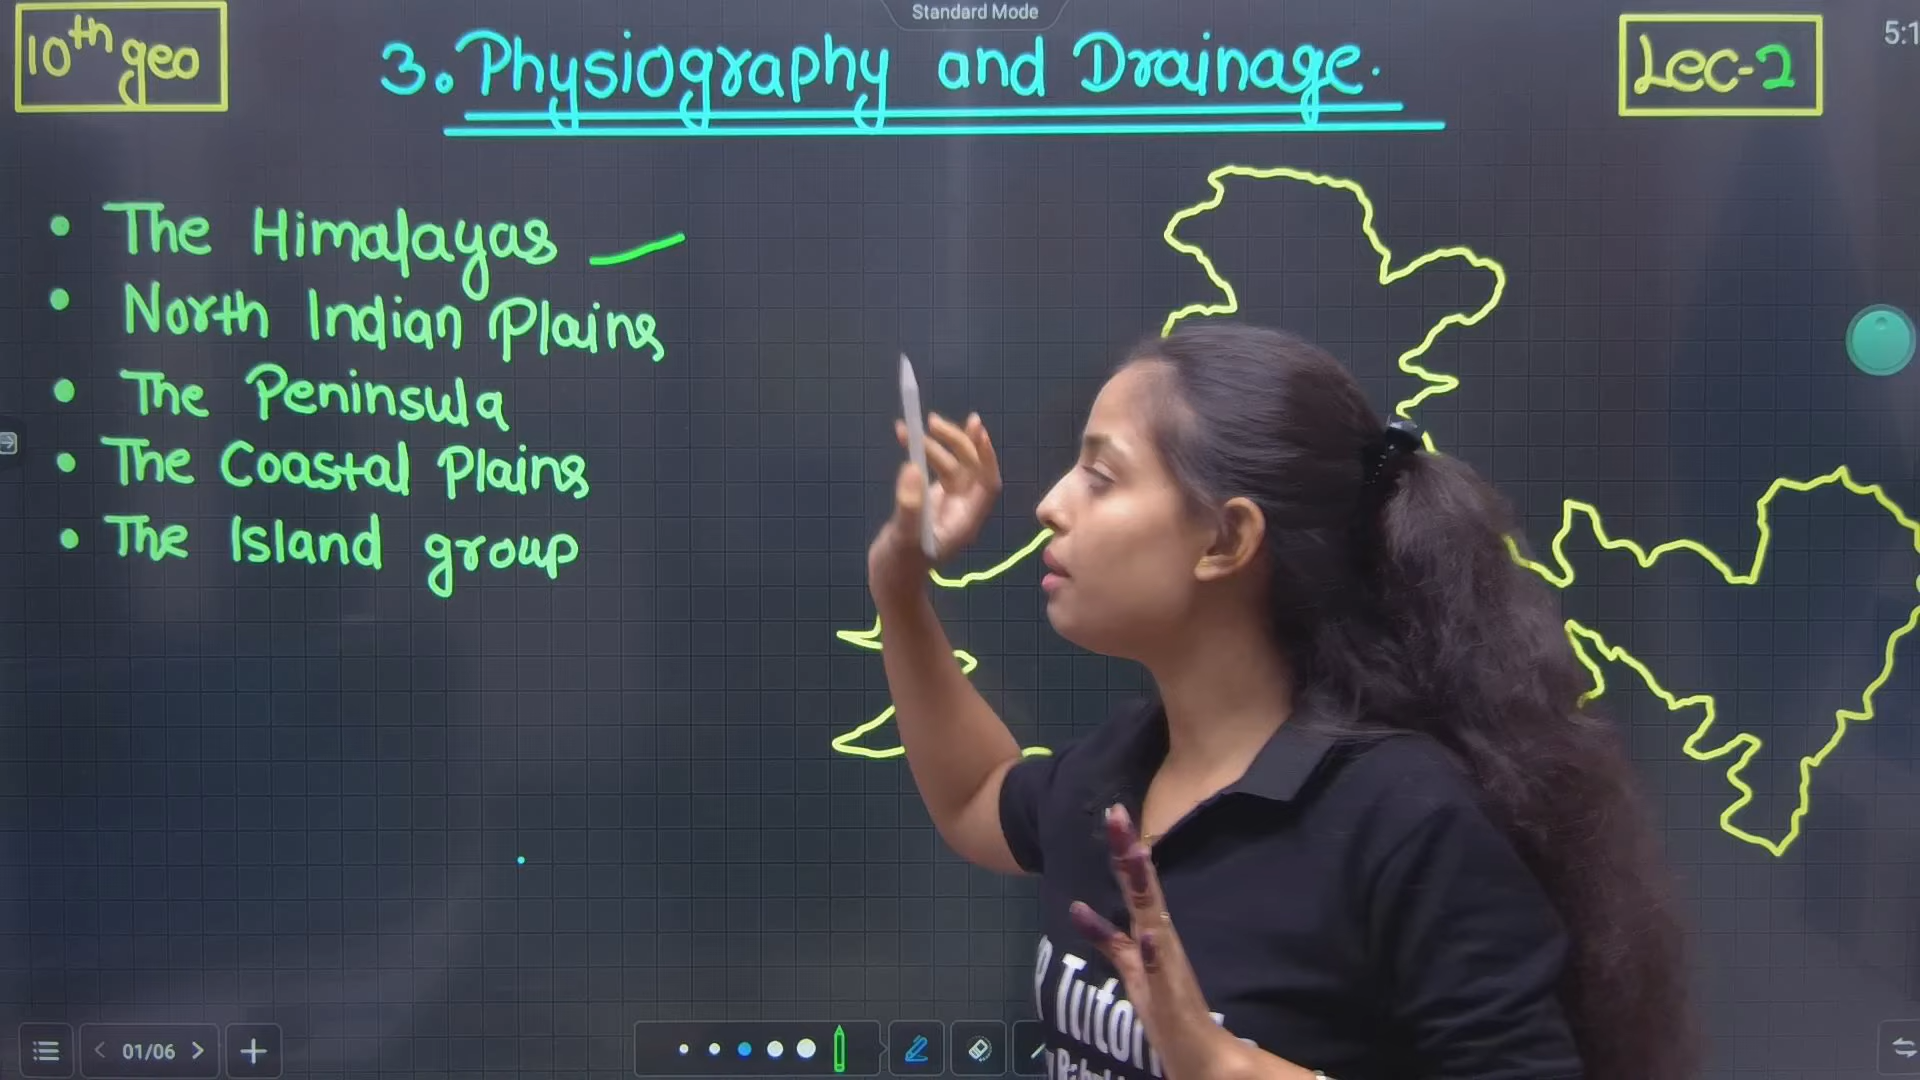 Standard Mode
10th geo
3. Physiography and Drainage.
Lec-2
• The Himalayas
• North Indian Plains
• The Peninsula
• The Coastal Plains
• The Island group
01/06